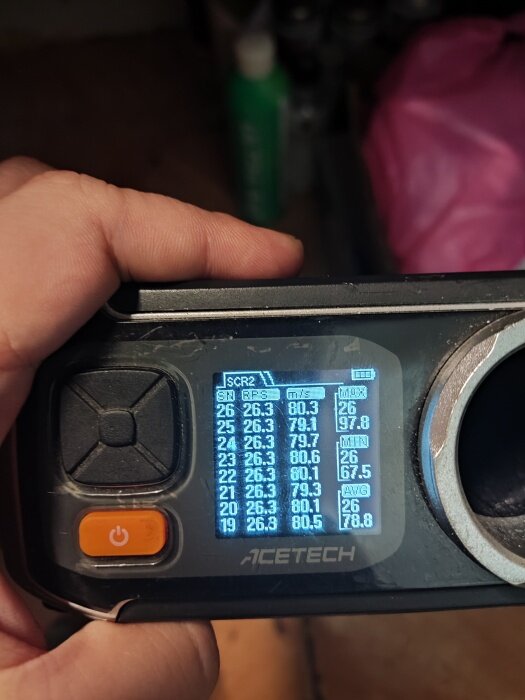 SCR2
SN RPS m/s MAX
26 26.3 80.3 26
25 26.3 79.1 97.8
24 26.3 79.7 MIN
23 26.3 80.6 26
22 26.3 80.1 67.5
21 26.3 79.3 AVG
20 26.3 80.1 26
19 26.3 80.5 78.8
ACETECH